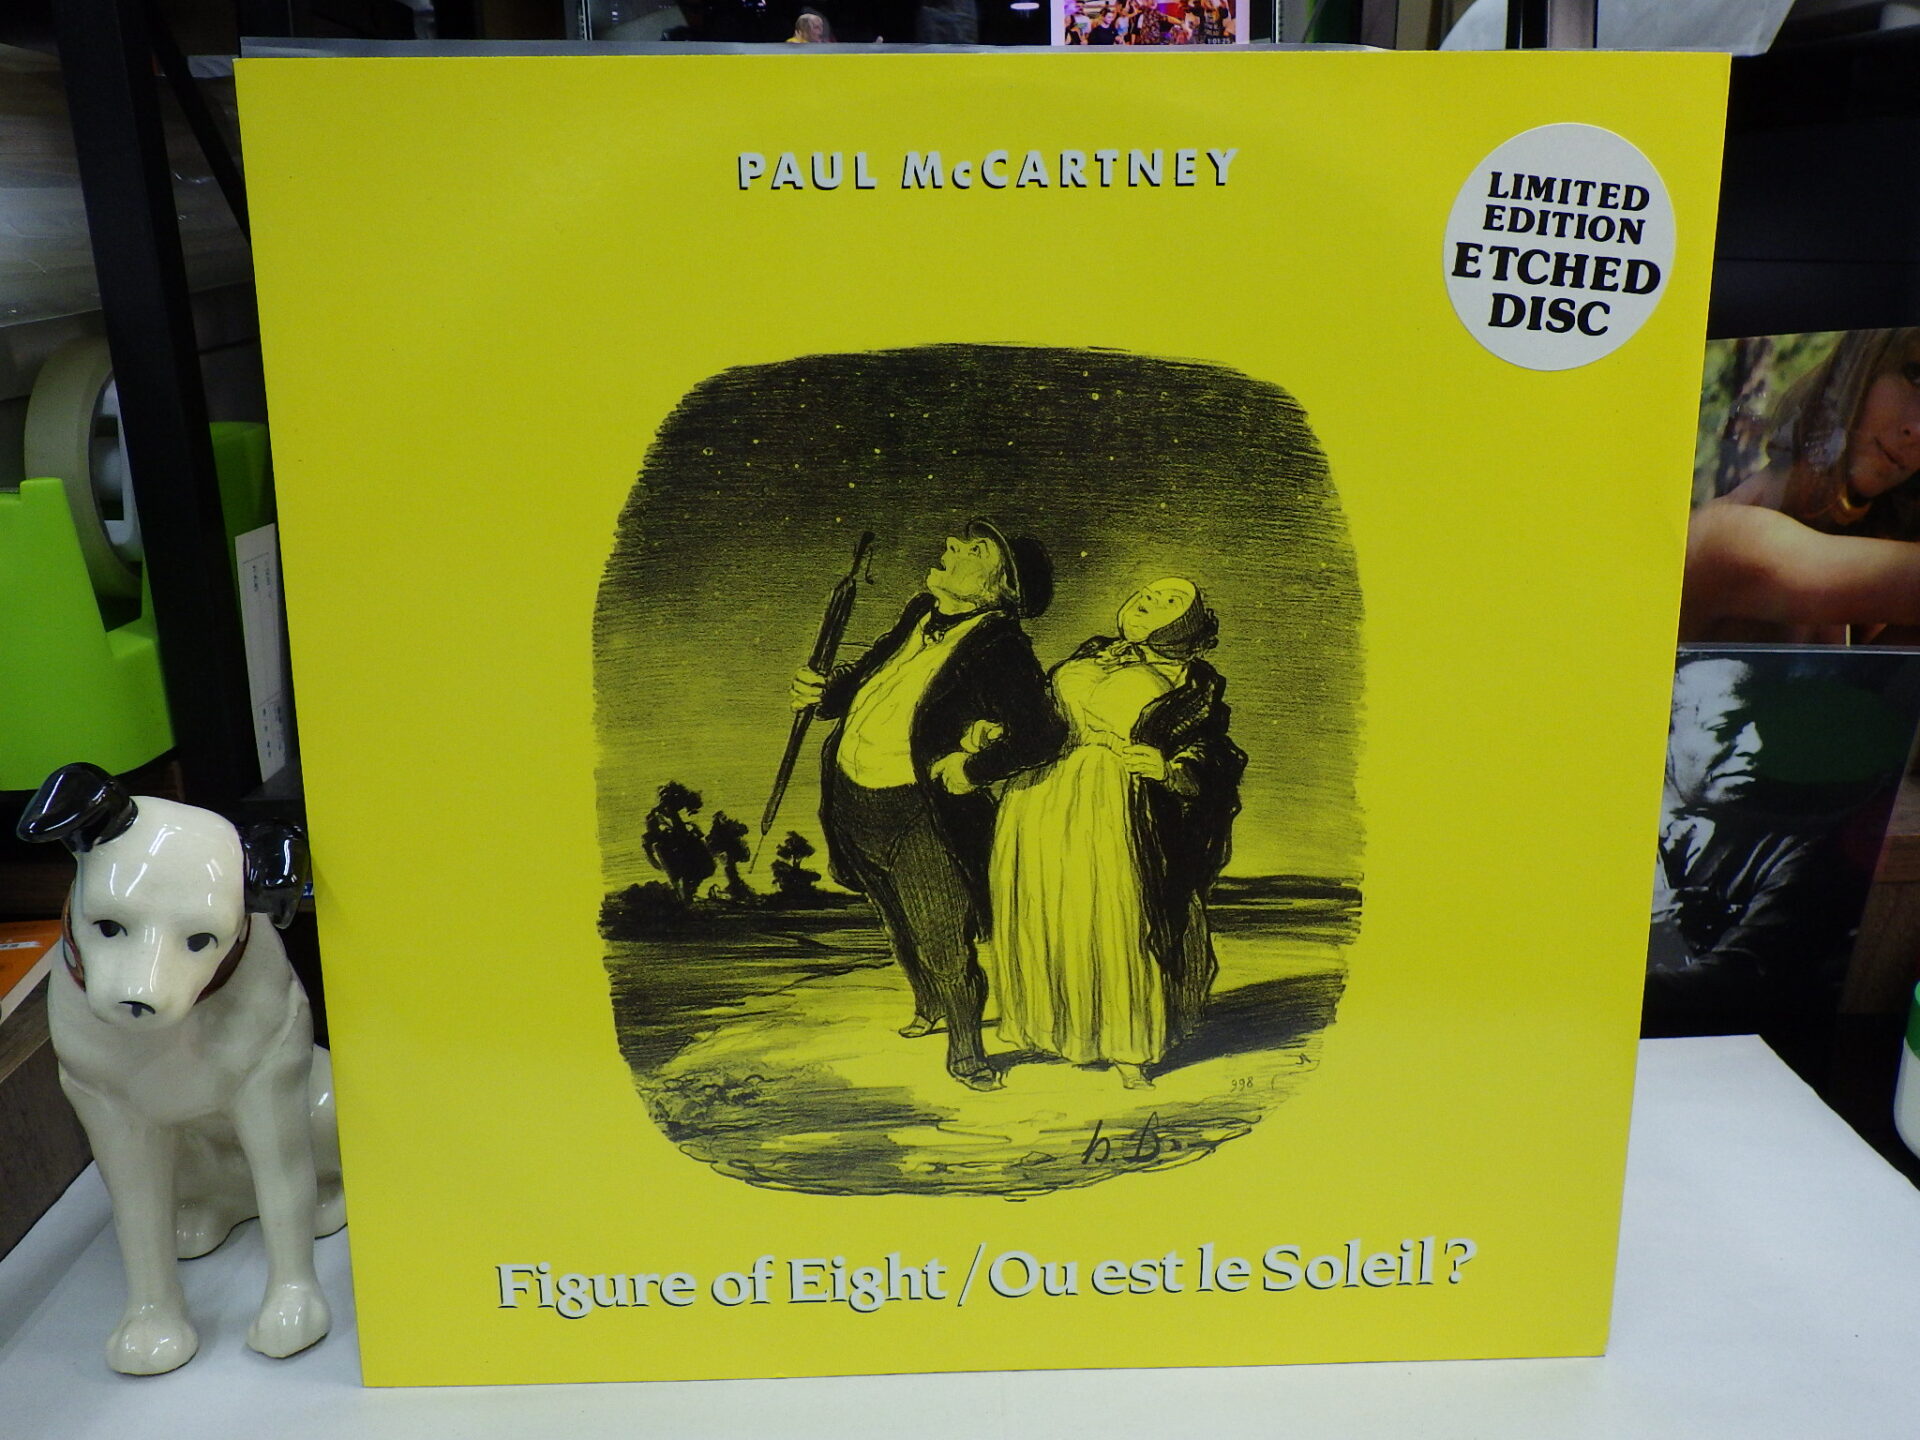 PAUL McCARTNEY
LIMITED
EDITION
ETCHED
DISC
998
h.D.
Figure of Eight / Ou est le Soleil?